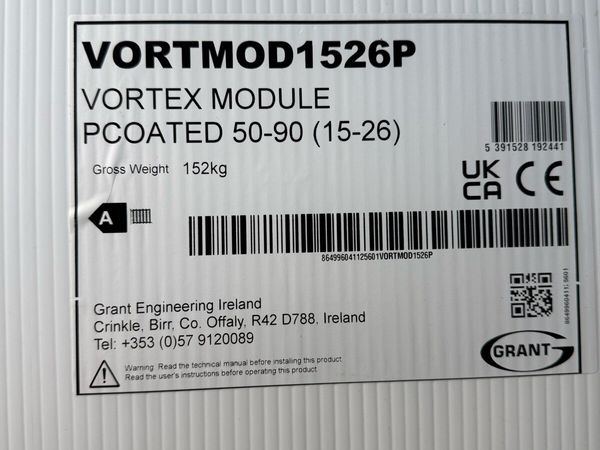 VORTMOD1526P
VORTEX MODULE
PCOATED 50-90 (15-26)
5 391528 192441
Gross Weight 152kg
UK
CA CE
A
864996041125601VORTMOD1526P
Grant Engineering Ireland
Crinkle, Birr, Co. Offaly, R42 D788, Ireland
Tel: +353 (0)57 9120089
Warning Read the technical manual before installing this product
Read the user's instructions before operating this product
GRANT